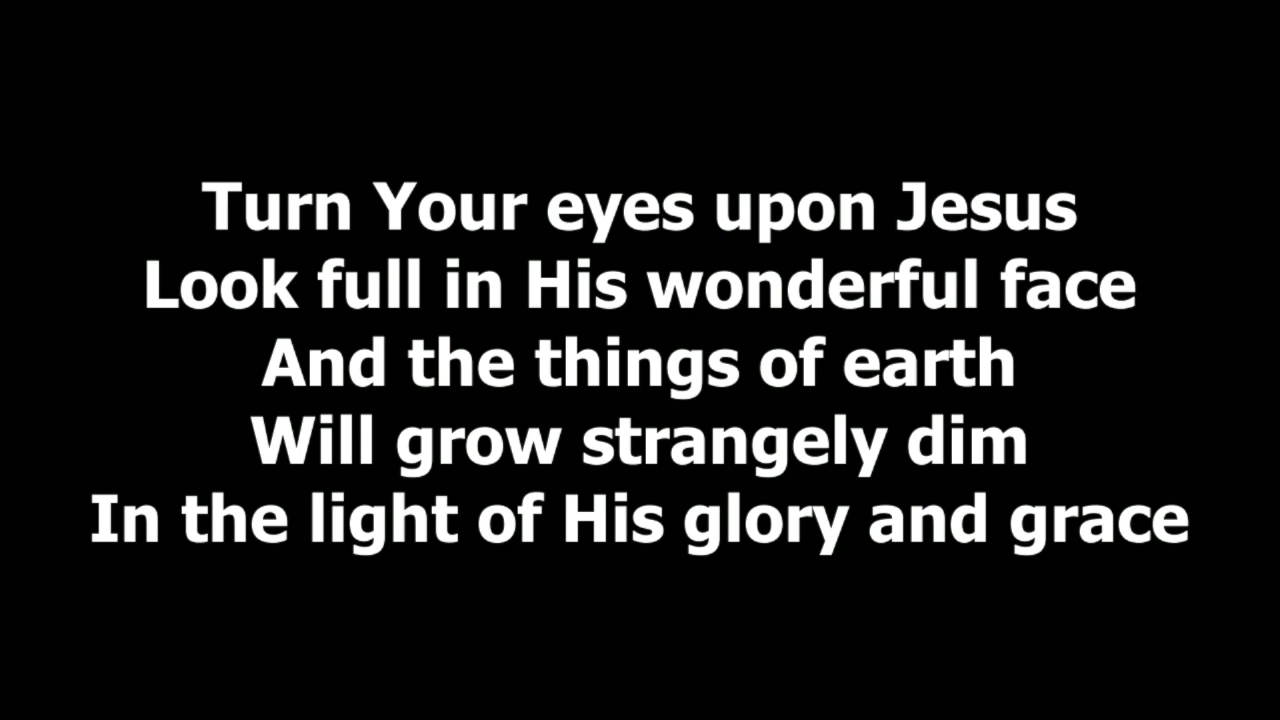 Turn Your eyes upon Jesus
Look full in His wonderful face
And the things of earth
Will grow strangely dim
In the light of His glory and grace